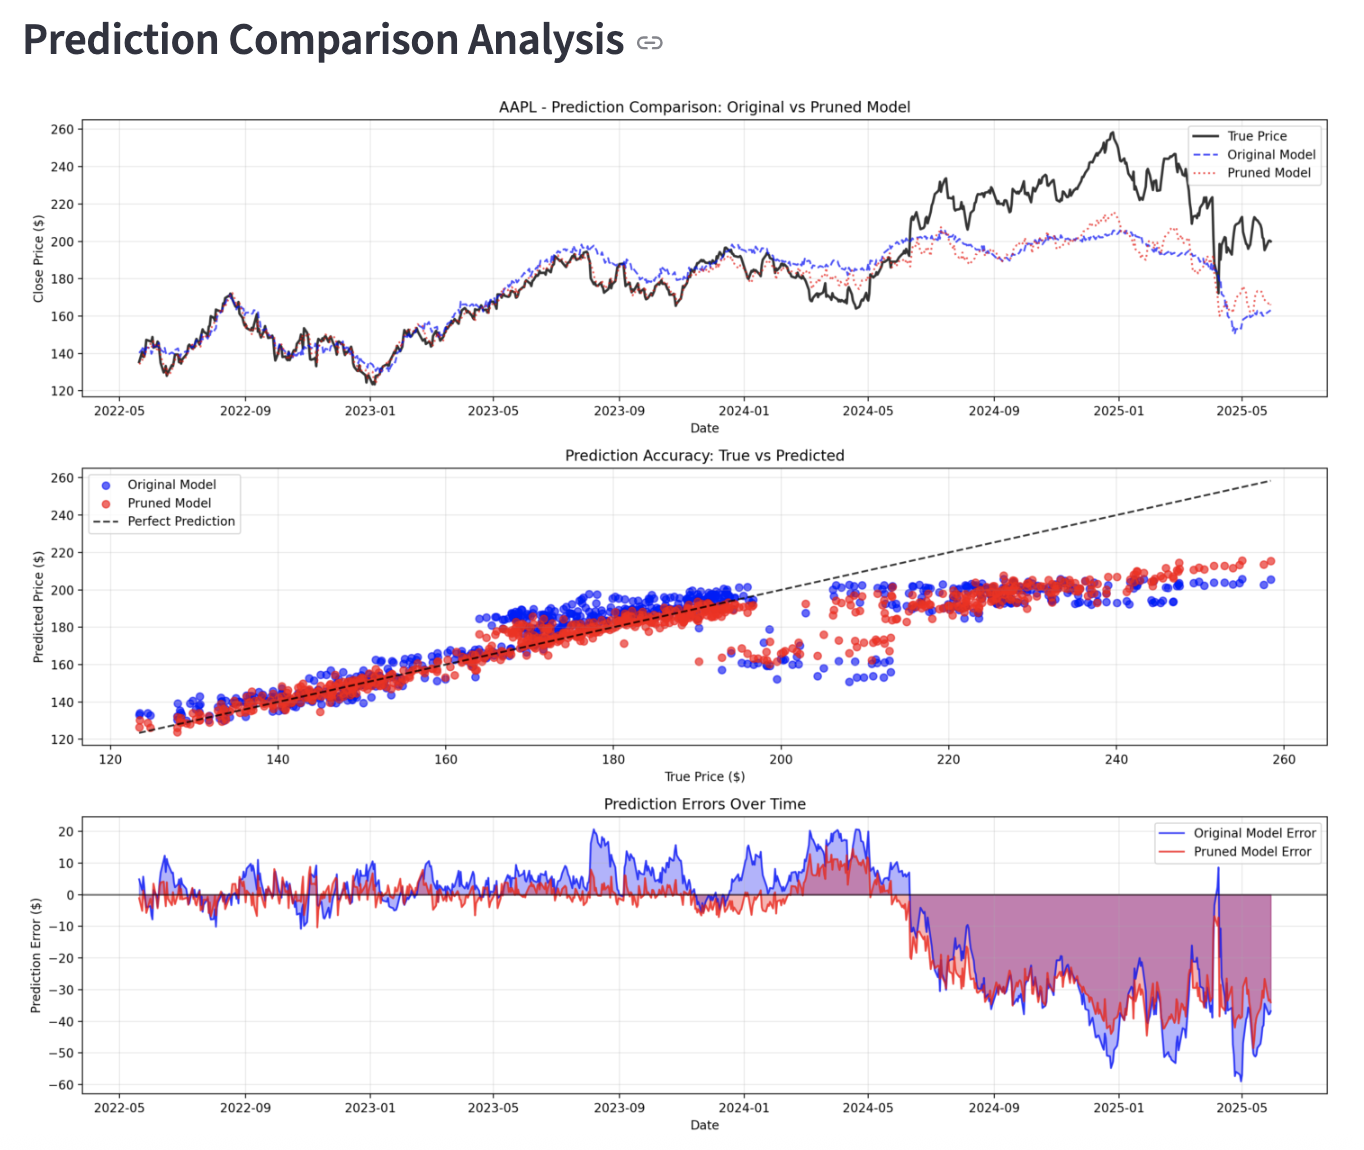 Prediction Comparison Analysis
AAPL - Prediction Comparison: Original vs Pruned Model
Close Price ($)
260
240
220
200
180
160
140
120
True Price
Original Model
Pruned Model
2022-05 2022-09 2023-01 2023-05 2023-09 2024-01 2024-05 2024-09 2025-01 2025-05
Date
Prediction Accuracy: True vs Predicted
Predicted Price ($)
260
240
220
200
180
160
140
120
Original Model
Pruned Model
Perfect Prediction
120 140 160 180 200 220 240 260
True Price ($)
Prediction Errors Over Time
Prediction Error ($)
20
10
0
−10
−20
−30
−40
−50
−60
Original Model Error
Pruned Model Error
2022-05 2022-09 2023-01 2023-05 2023-09 2024-01 2024-05 2024-09 2025-01 2025-05
Date